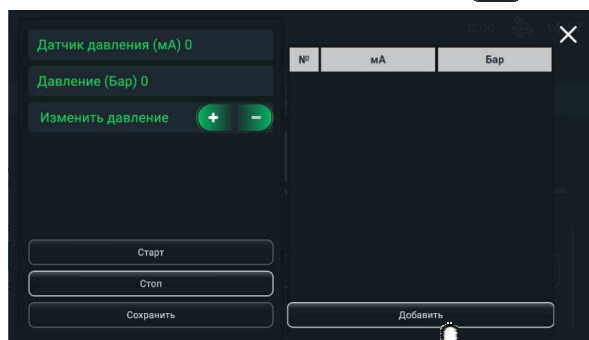 Датчик давления (мА) 0
Давление (Бар) 0
Изменить давление + -
Старт
Стоп
Сохранить
№ мА Бар
Добавить